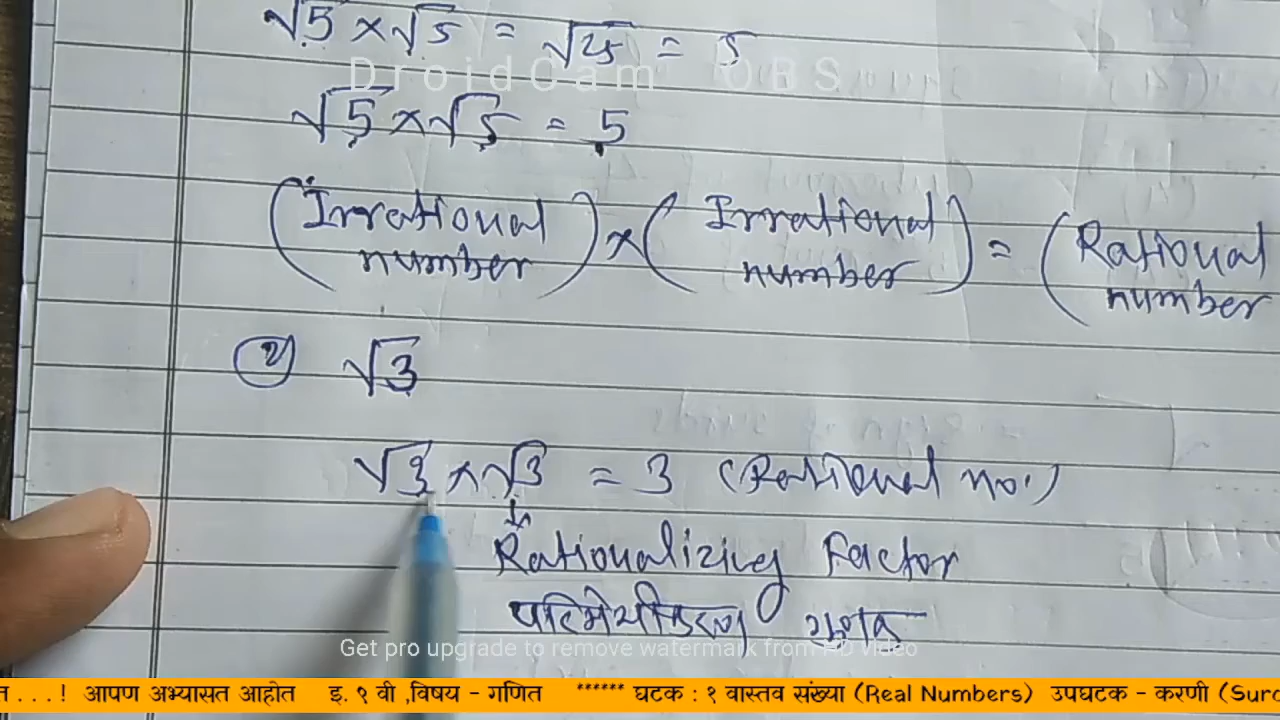 √5 × √5 = √25 = 5
DroidCam OBS
√5 × √5 = 5
(Irrational number) × (Irrational number) = (Rational number
२ √3
√3 × √3 = 3 (Rational no.)
↓
Rationalizing Factor
परिमेयीकरण गुणक
Get pro upgrade to remove watermark from HD video
त...! आपण अभ्यासत आहोत इ. ९ वी ,विषय - गणित ****** घटक : १ वास्तव संख्या (Real Numbers) उपघटक - करणी (Surd